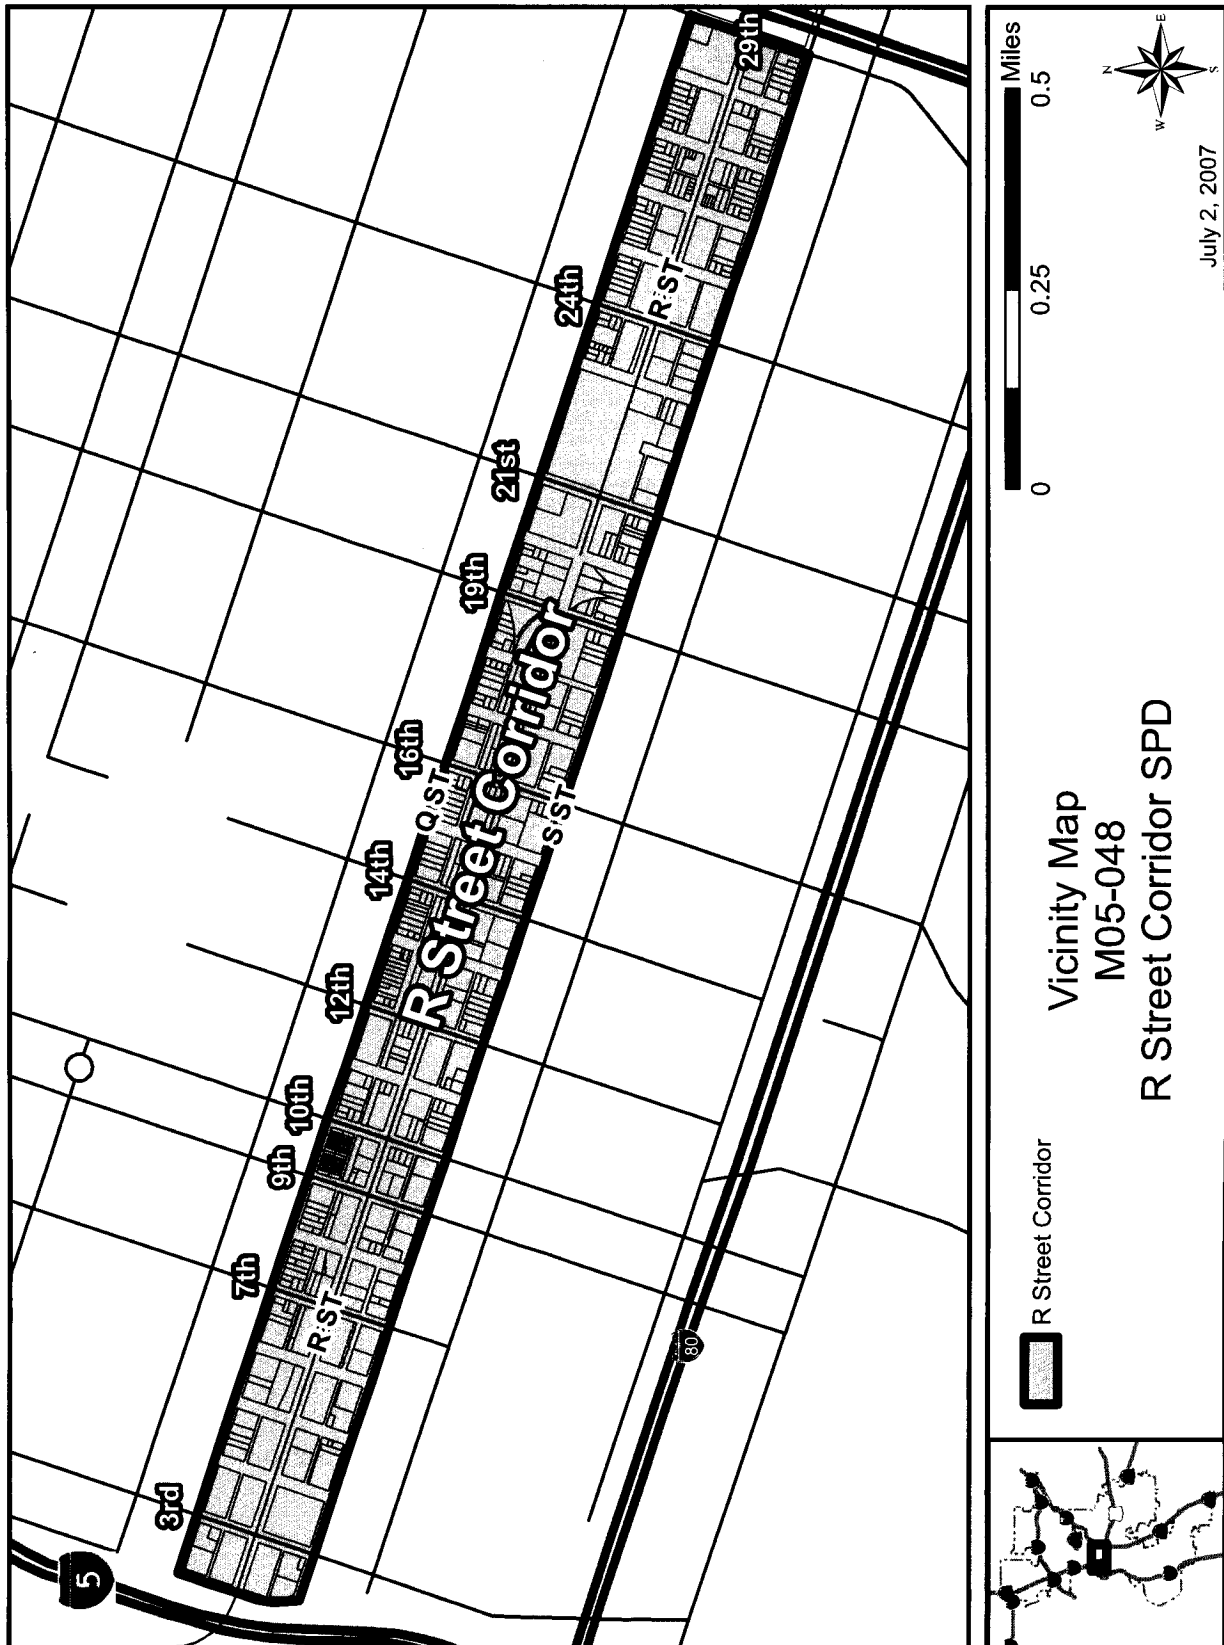 5
3rd
7th
9th
10th
12th
14th
16th
19th
21st
24th
29th
Q ST
R ST
R Street Corridor
R ST
S ST
80
R Street Corridor
Vicinity Map
M05-048
R Street Corridor SPD
0 0.25 0.5 Miles
N
W E
S
July 2, 2007